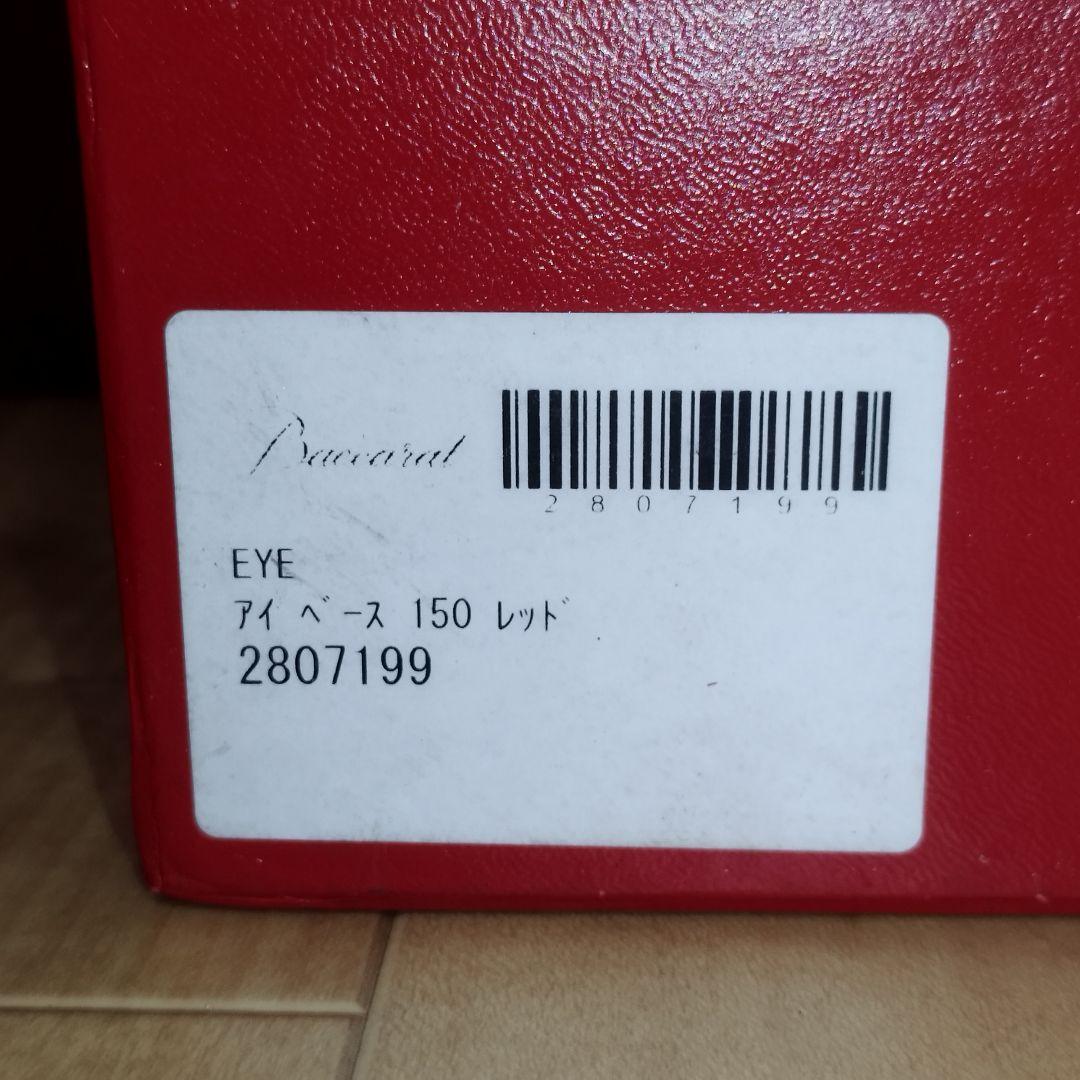 Baccarat
2807199
EYE
ｱｲ ﾍﾞｰｽ 150 ﾚｯﾄﾞ
2807199